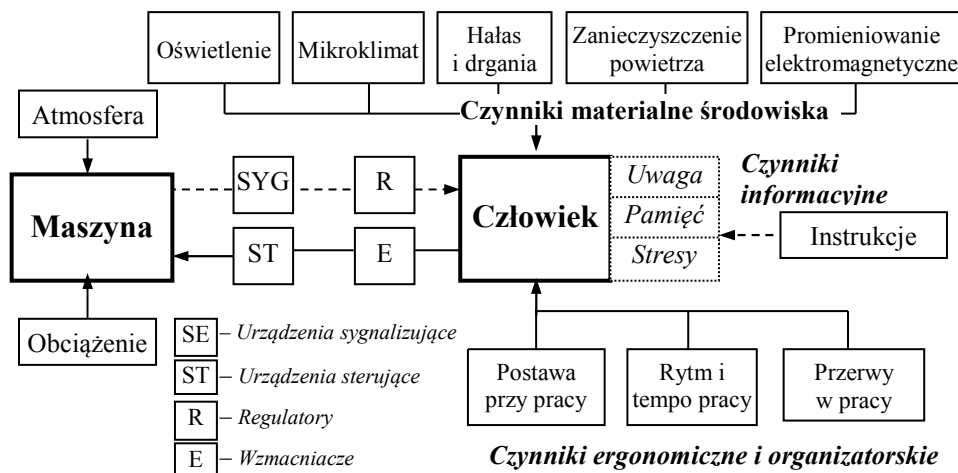 Oświetlenie
Mikroklimat
Hałas
i drgania
Zanieczyszczenie
powietrza
Promieniowanie
elektromagnetyczne
Czynniki materialne środowiska
Atmosfera
Maszyna
Obciążenie
SYG
R
ST
E
Człowiek
Uwaga
Pamięć
Stresy
Czynniki
informacyjne
Instrukcje
SE – Urządzenia sygnalizujące
ST – Urządzenia sterujące
R – Regulatory
E – Wzmacniacze
Postawa
przy pracy
Rytm i
tempo pracy
Przerwy
w pracy
Czynniki ergonomiczne i organizatorskie